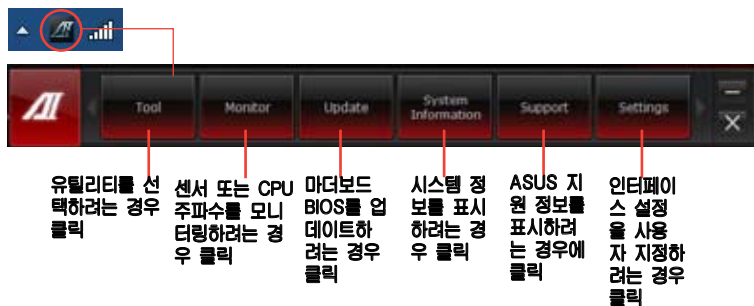 AI
Tool
Monitor
Update
System
Information
Support
Settings
유틸리티를 선
택하려는 경우
클릭
센서 또는 CPU
주파수를 모니
터링하려는 경
우 클릭
마더보드
BIOS를 업
데이트하
려는 경우
클릭
시스템 정
보를 표시
하려는 경
우 클릭
ASUS 지
원 정보를
표시하려
는 경우에
클릭
인터페이
스 설정
을 사용
자 지정하
려는 경우
클릭